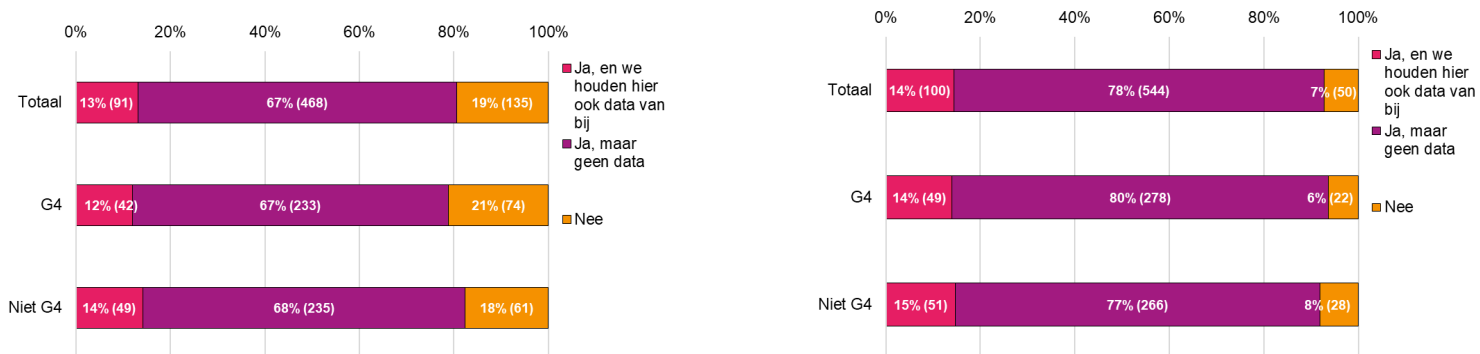 0% 20% 40% 60% 80% 100%
Totaal 13% (91) 67% (468) 19% (135)
G4 12% (42) 67% (233) 21% (74)
Niet G4 14% (49) 68% (235) 18% (61)
Ja, en we
houden hier
ook data van
bij
Ja, maar
geen data
Nee
0% 20% 40% 60% 80% 100%
Totaal 14% (100) 78% (544) 7% (50)
G4 14% (49) 80% (278) 6% (22)
Niet G4 15% (51) 77% (266) 8% (28)
Ja, en we
houden hier
ook data van
bij
Ja, maar
geen data
Nee